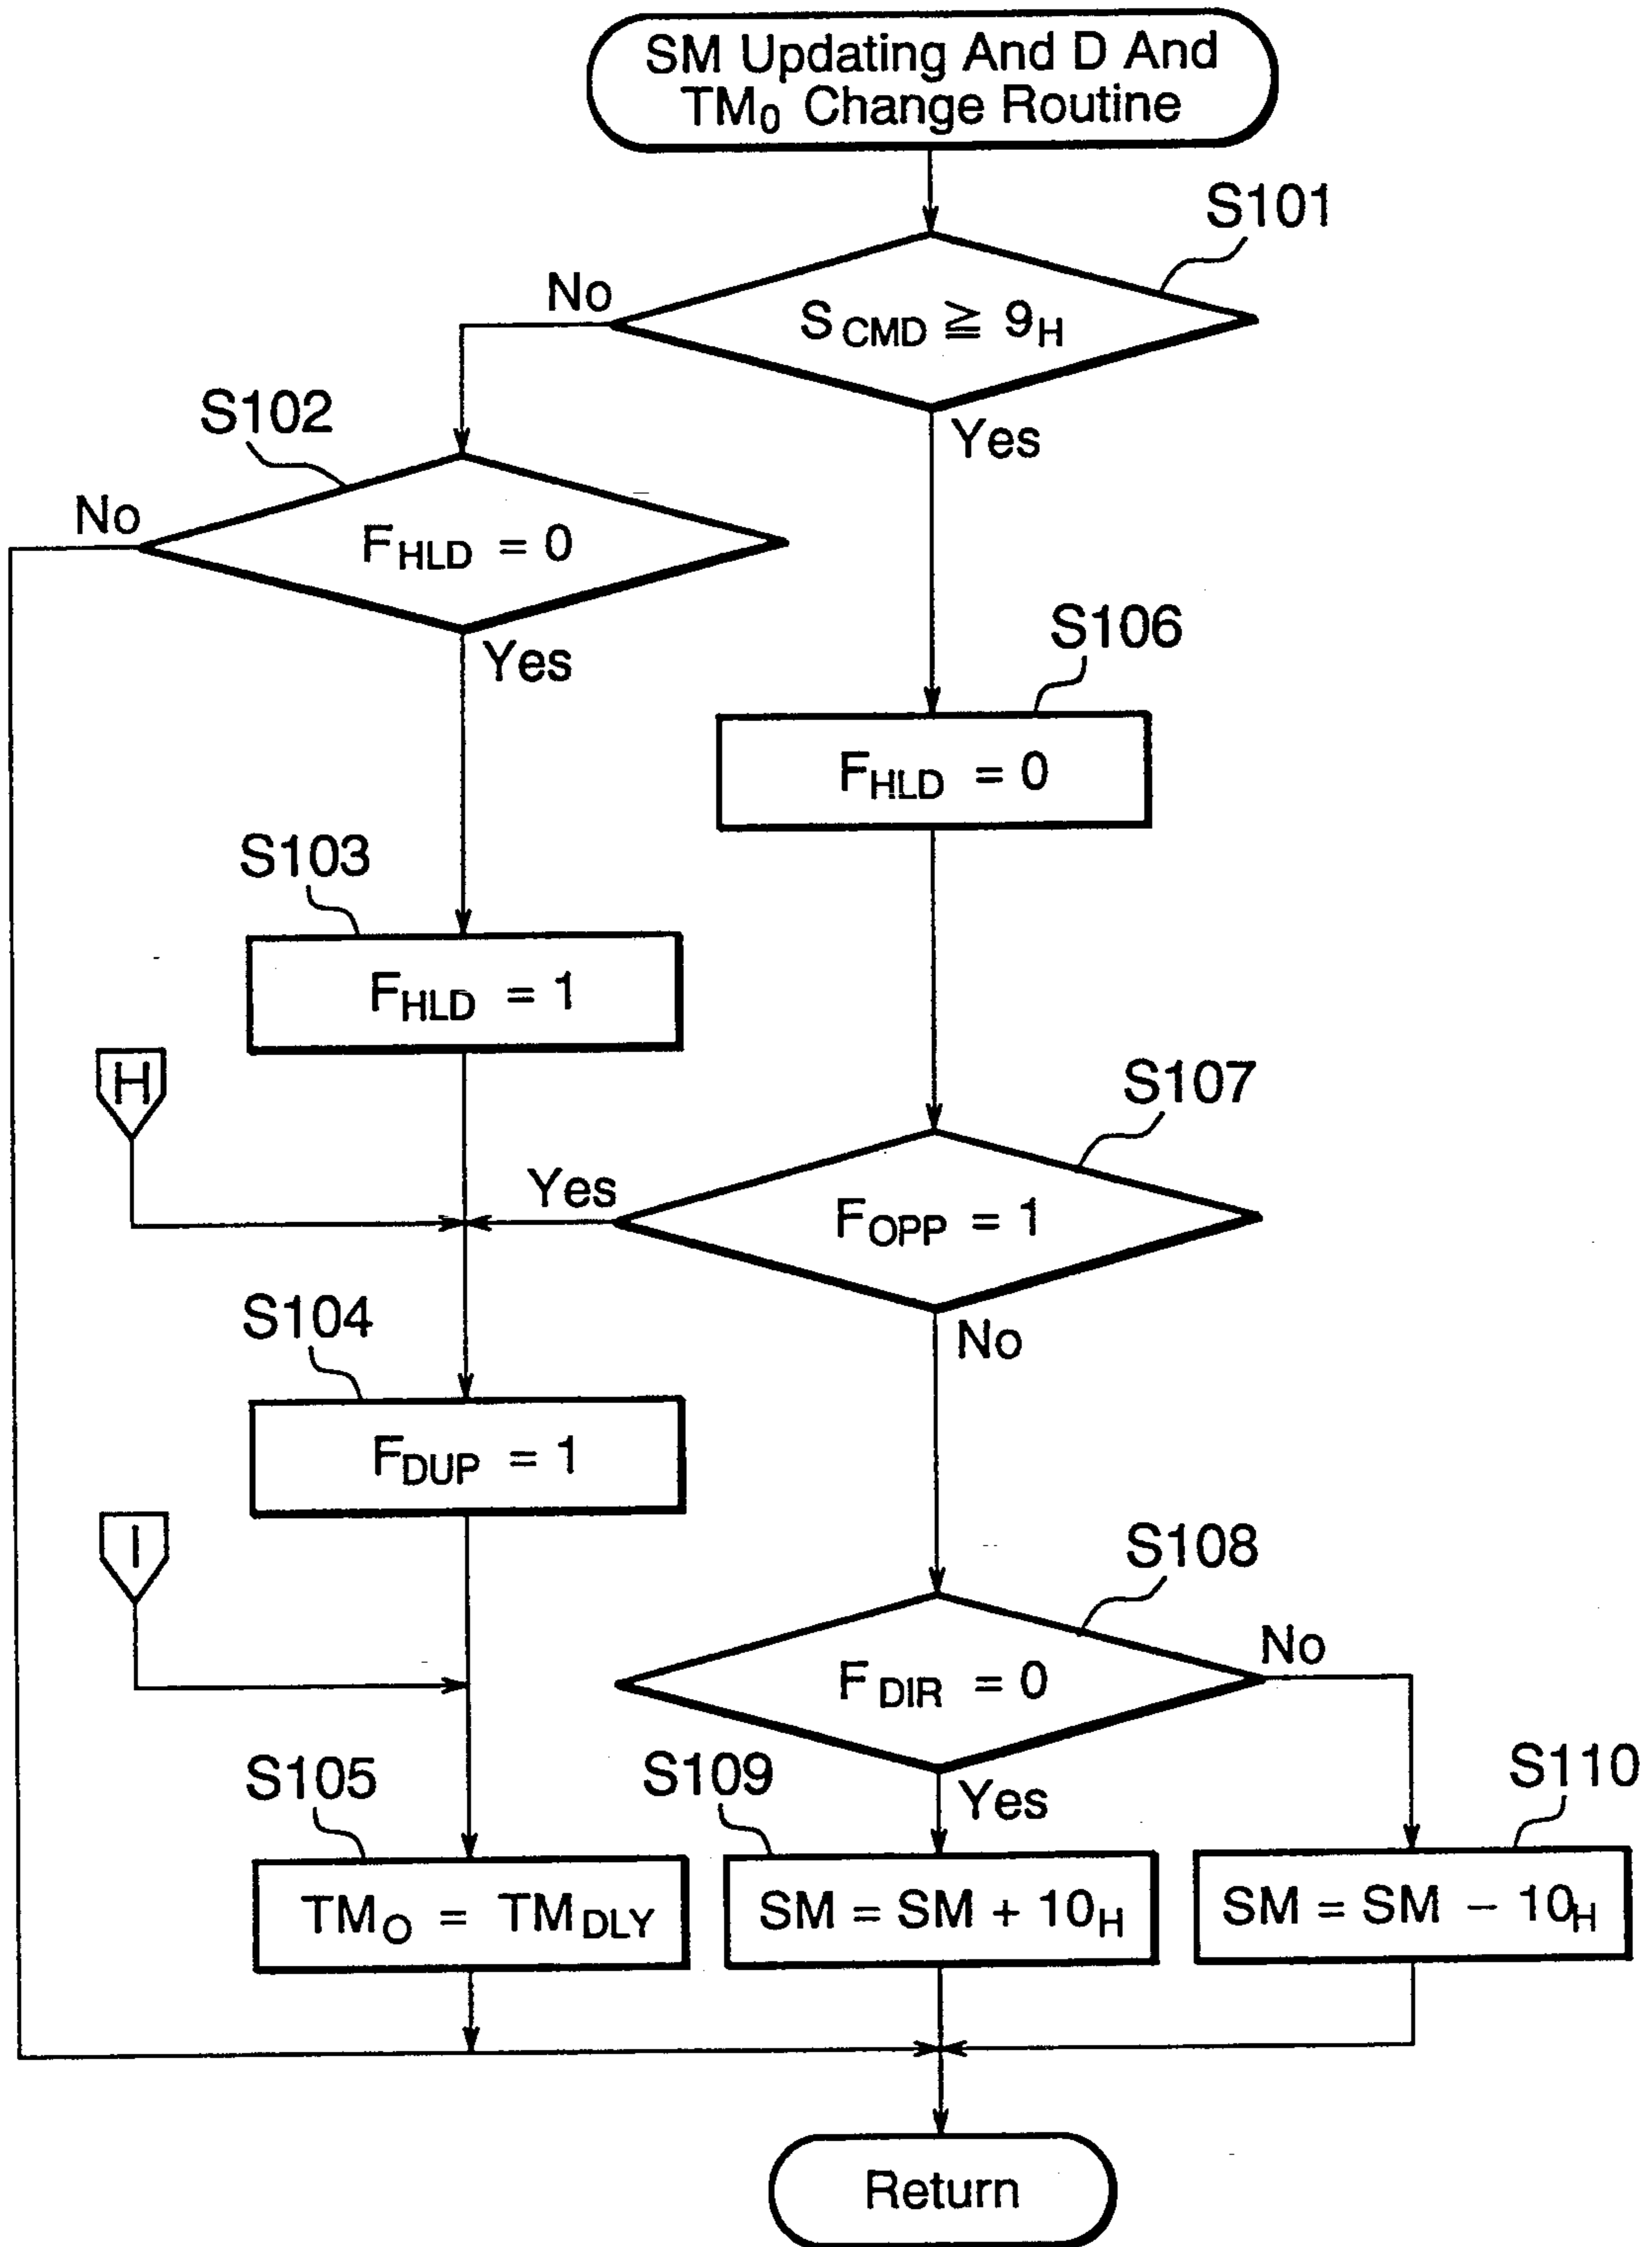 SM Updating And D And
TM₀ Change Routine
S101
No
S CMD ≧ 9H
S102
Yes
No
FHLD = 0
S106
Yes
FHLD = 0
S103
FHLD = 1
H
S107
Yes
FOPP = 1
S104
No
FDUP = 1
I
S108
No
F DIR = 0
S105
S109
Yes
S110
TMO = TMDLY
SM = SM + 10H
SM = SM − 10H
Return